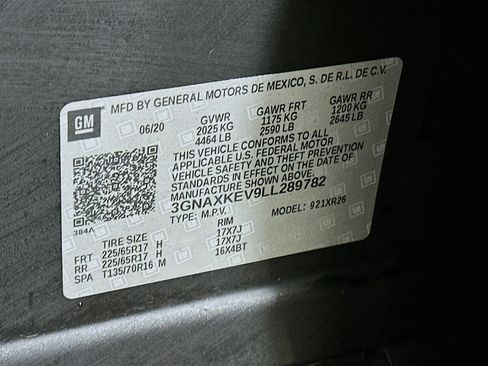 MFD BY GENERAL MOTORS DE MEXICO, S. DE R.L. DE C.V.
GM
06/20
GVWR GAWR FRT GAWR RR
2025 KG 1175 KG 1200 KG
4464 LB 2590 LB 2645 LB
THIS VEHICLE CONFORMS TO ALL
APPLICABLE U.S. FEDERAL MOTOR
VEHICLE SAFETY AND THEFT PREVENTION
STANDARDS IN EFFECT ON THE DATE OF
MANUFACTURE SHOWN ABOVE.
3GNAXKEV9LL289782
384A
TYPE: M.P.V. MODEL: 921XR26
TIRE SIZE RIM
FRT 225/65R17 H 17X7J
RR 225/65R17 H 17X7J
SPA T135/70R16 M 16X4BT